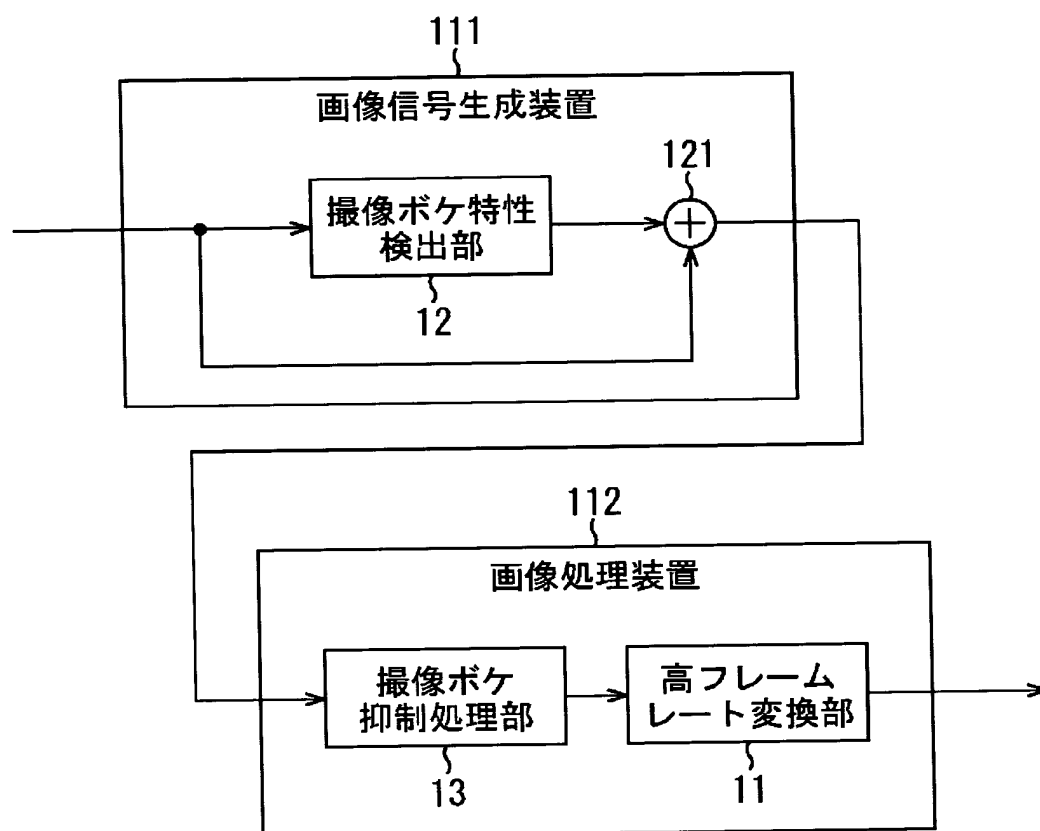 111
画像信号生成装置
121
撮像ボケ特性
検出部
12
112
画像処理装置
撮像ボケ
抑制処理部
13
高フレーム
レート変換部
11